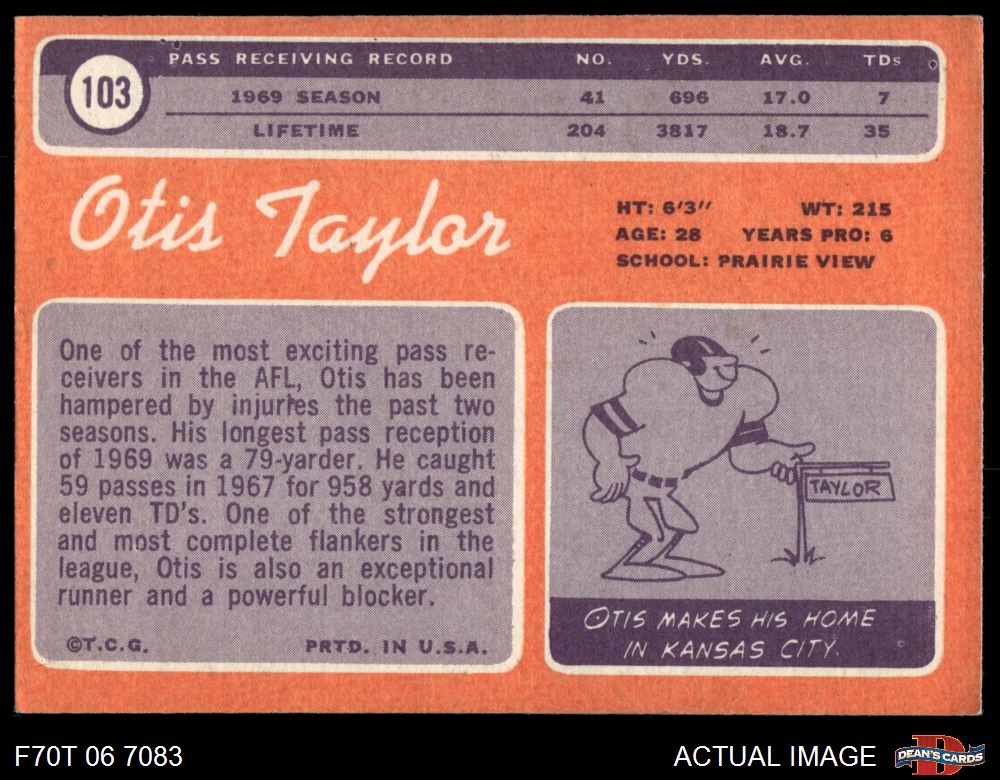 103
PASS RECEIVING RECORD NO. YDS. AVG. TDs
1969 SEASON 41 696 17.0 7
LIFETIME 204 3817 18.7 35
Otis Taylor
HT: 6'3" WT: 215
AGE: 28 YEARS PRO: 6
SCHOOL: PRAIRIE VIEW
One of the most exciting pass re-
ceivers in the AFL, Otis has been
hampered by injuries the past two
seasons. His longest pass reception
of 1969 was a 79-yarder. He caught
59 passes in 1967 for 958 yards and
eleven TD's. One of the strongest
and most complete flankers in the
league, Otis is also an exceptional
runner and a powerful blocker.
©T.C.G. PRTD. IN U.S.A.
TAYLOR
OTIS MAKES HIS HOME
IN KANSAS CITY.
F70T 06 7083 ACTUAL IMAGE DEAN'S CARDS